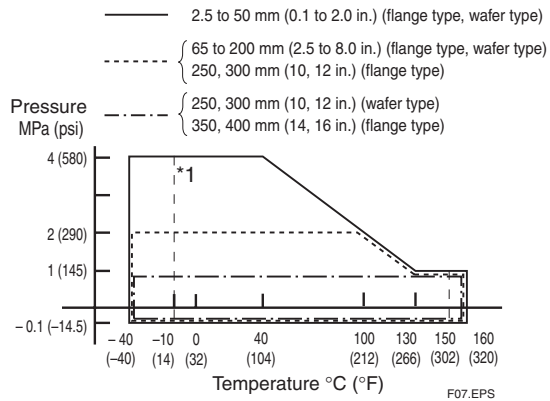 2.5 to 50 mm (0.1 to 2.0 in.) (flange type, wafer type)
65 to 200 mm (2.5 to 8.0 in.) (flange type, wafer type)
250, 300 mm (10, 12 in.) (flange type)
250, 300 mm (10, 12 in.) (wafer type)
350, 400 mm (14, 16 in.) (flange type)
Pressure
MPa (psi)
4 (580)
*1
2 (290)
1 (145)
– 0.1 (–14.5)
– 40 –10 0 40 100 130 150 160
(–40) (14) (32) (104) (212) (266) (302) (320)
Temperature °C (°F)
F07.EPS